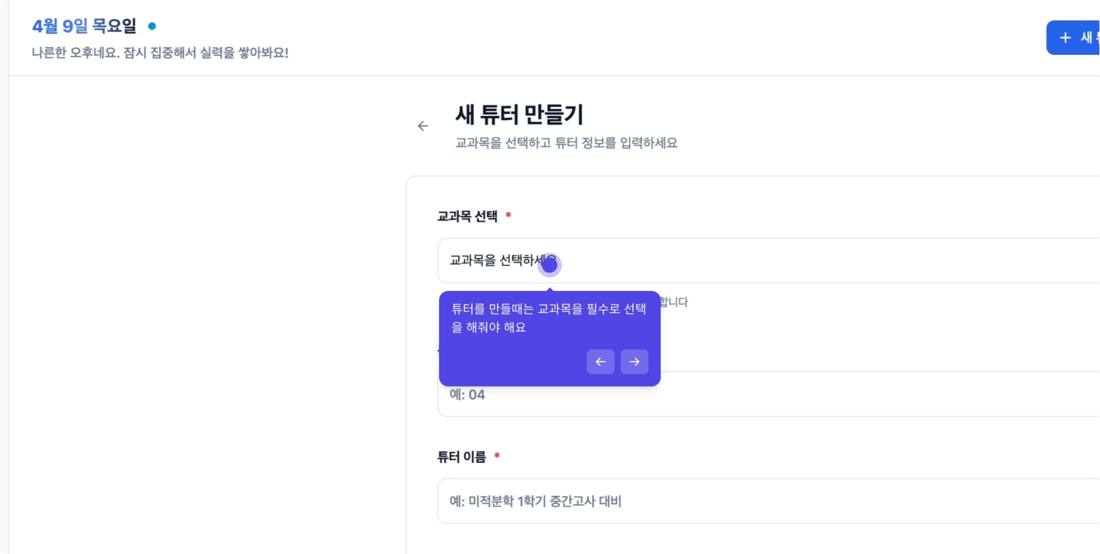 4월 9일 목요일
나른한 오후네요. 잠시 집중해서 실력을 쌓아봐요!
+ 새
새 튜터 만들기
교과목을 선택하고 튜터 정보를 입력하세요
교과목 선택 *
교과목을 선택하세요
합니다
튜터를 만들때는 교과목을 필수로 선택
을 해줘야 해요
예: 04
튜터 이름 *
예: 미적분학 1학기 중간고사 대비